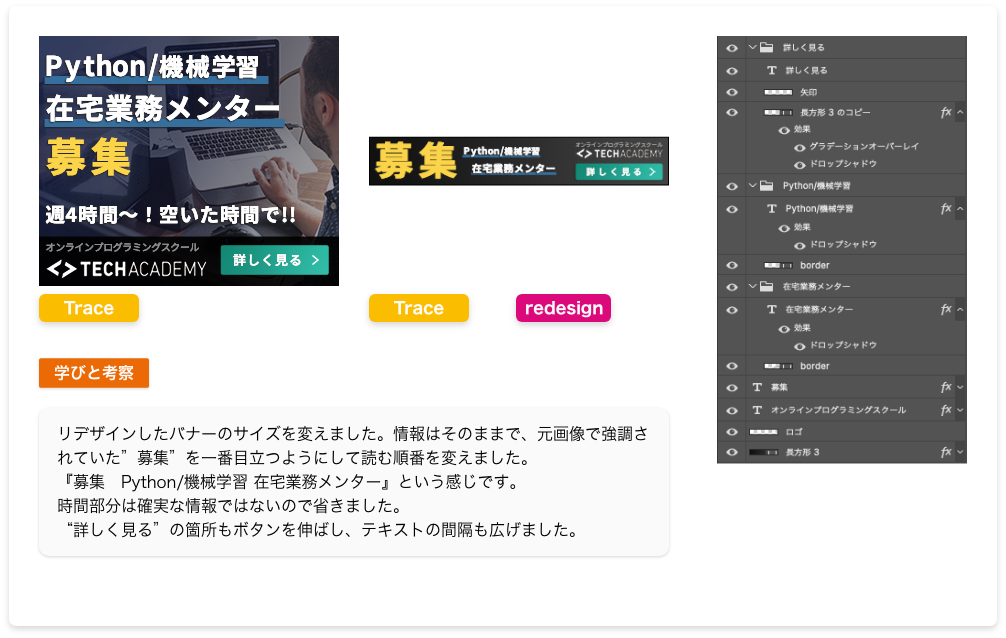 Python/機械学習
在宅業務メンター
募集
週4時間〜！空いた時間で!!
オンラインプログラミングスクール
<> TECHACADEMY
詳しく見る >
Trace
募集
Python/機械学習
在宅業務メンター
オンラインプログラミングスクール
<> TECHACADEMY
詳しく見る >
Trace
redesign
学びと考察
リデザインしたバナーのサイズを変えました。情報はそのままで、元画像で強調さ
れていた”募集”を一番目立つようにして読む順番を変えました。
『募集　Python/機械学習 在宅業務メンター』という感じです。
時間部分は確実な情報ではないので省きました。
“詳しく見る”の箇所もボタンを伸ばし、テキストの間隔も広げました。
詳しく見る
T 詳しく見る
矢印
長方形 3 のコピー fx
効果
グラデーションオーバーレイ
ドロップシャドウ
Python/機械学習
T Python/機械学習 fx
効果
ドロップシャドウ
border
在宅業務メンター
T 在宅業務メンター fx
効果
ドロップシャドウ
border
T 募集 fx
T オンラインプログラミングスクール fx
ロゴ
長方形 3 fx